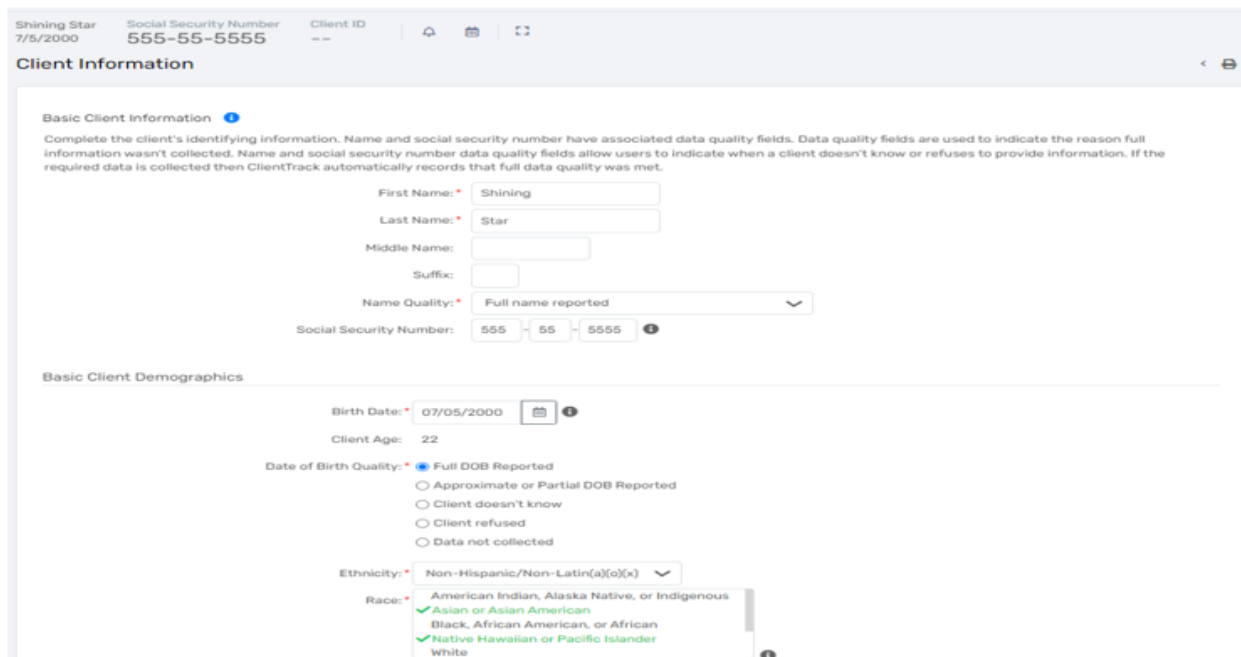 Shining Star Social Security Number Client ID
7/5/2000 555-55-5555 --
Client Information
Basic Client Information
Complete the client's identifying information. Name and social security number have associated data quality fields. Data quality fields are used to indicate the reason full
information wasn't collected. Name and social security number data quality fields allow users to indicate when a client doesn't know or refuses to provide information. If the
required data is collected then ClientTrack automatically records that full data quality was met.
First Name:* Shining
Last Name:* Star
Middle Name:
Suffix:
Name Quality:* Full name reported
Social Security Number: 555 - 55 - 5555
Basic Client Demographics
Birth Date:* 07/05/2000
Client Age: 22
Date of Birth Quality:* Full DOB Reported
Approximate or Partial DOB Reported
Client doesn't know
Client refused
Data not collected
Ethnicity:* Non-Hispanic/Non-Latin(a)(o)(x)
Race:* American Indian, Alaska Native, or Indigenous
Asian or Asian American
Black, African American, or African
Native Hawaiian or Pacific Islander
White